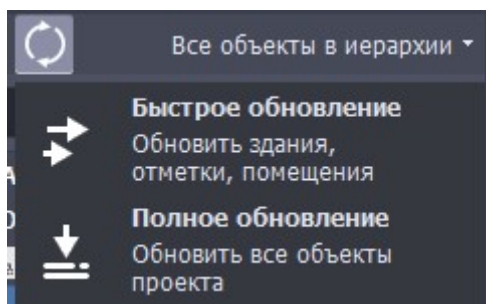 Все объекты в иерархии
Быстрое обновление
Обновить здания,
отметки, помещения
Полное обновление
Обновить все объекты
проекта